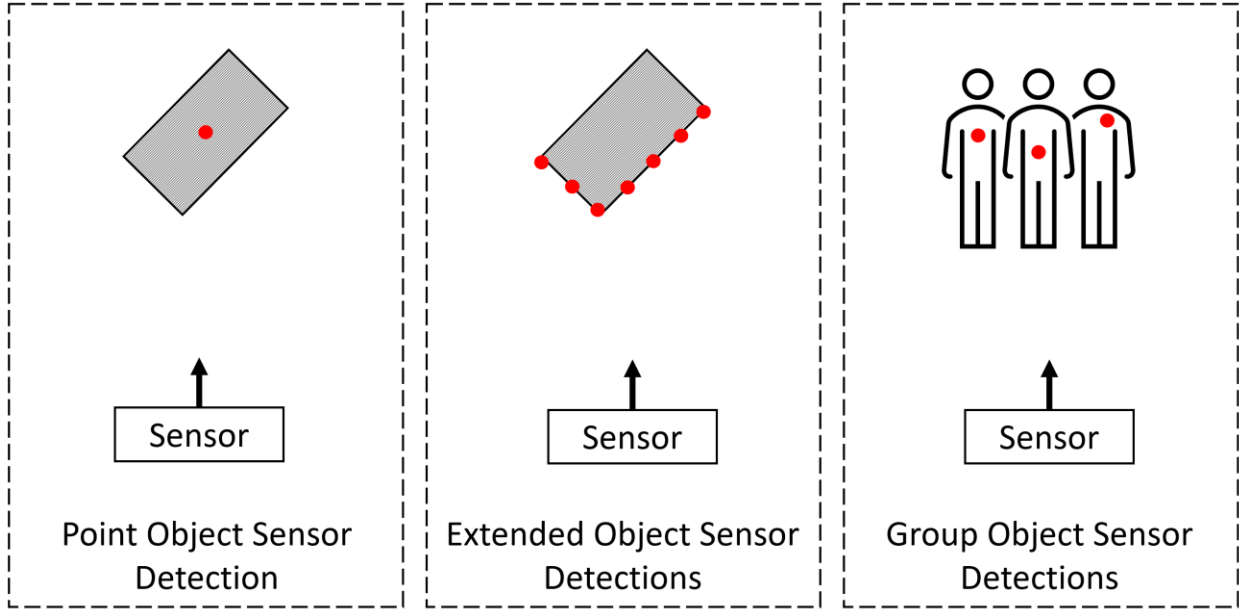 Sensor
Point Object Sensor
Detection
Sensor
Extended Object Sensor
Detections
Sensor
Group Object Sensor
Detections